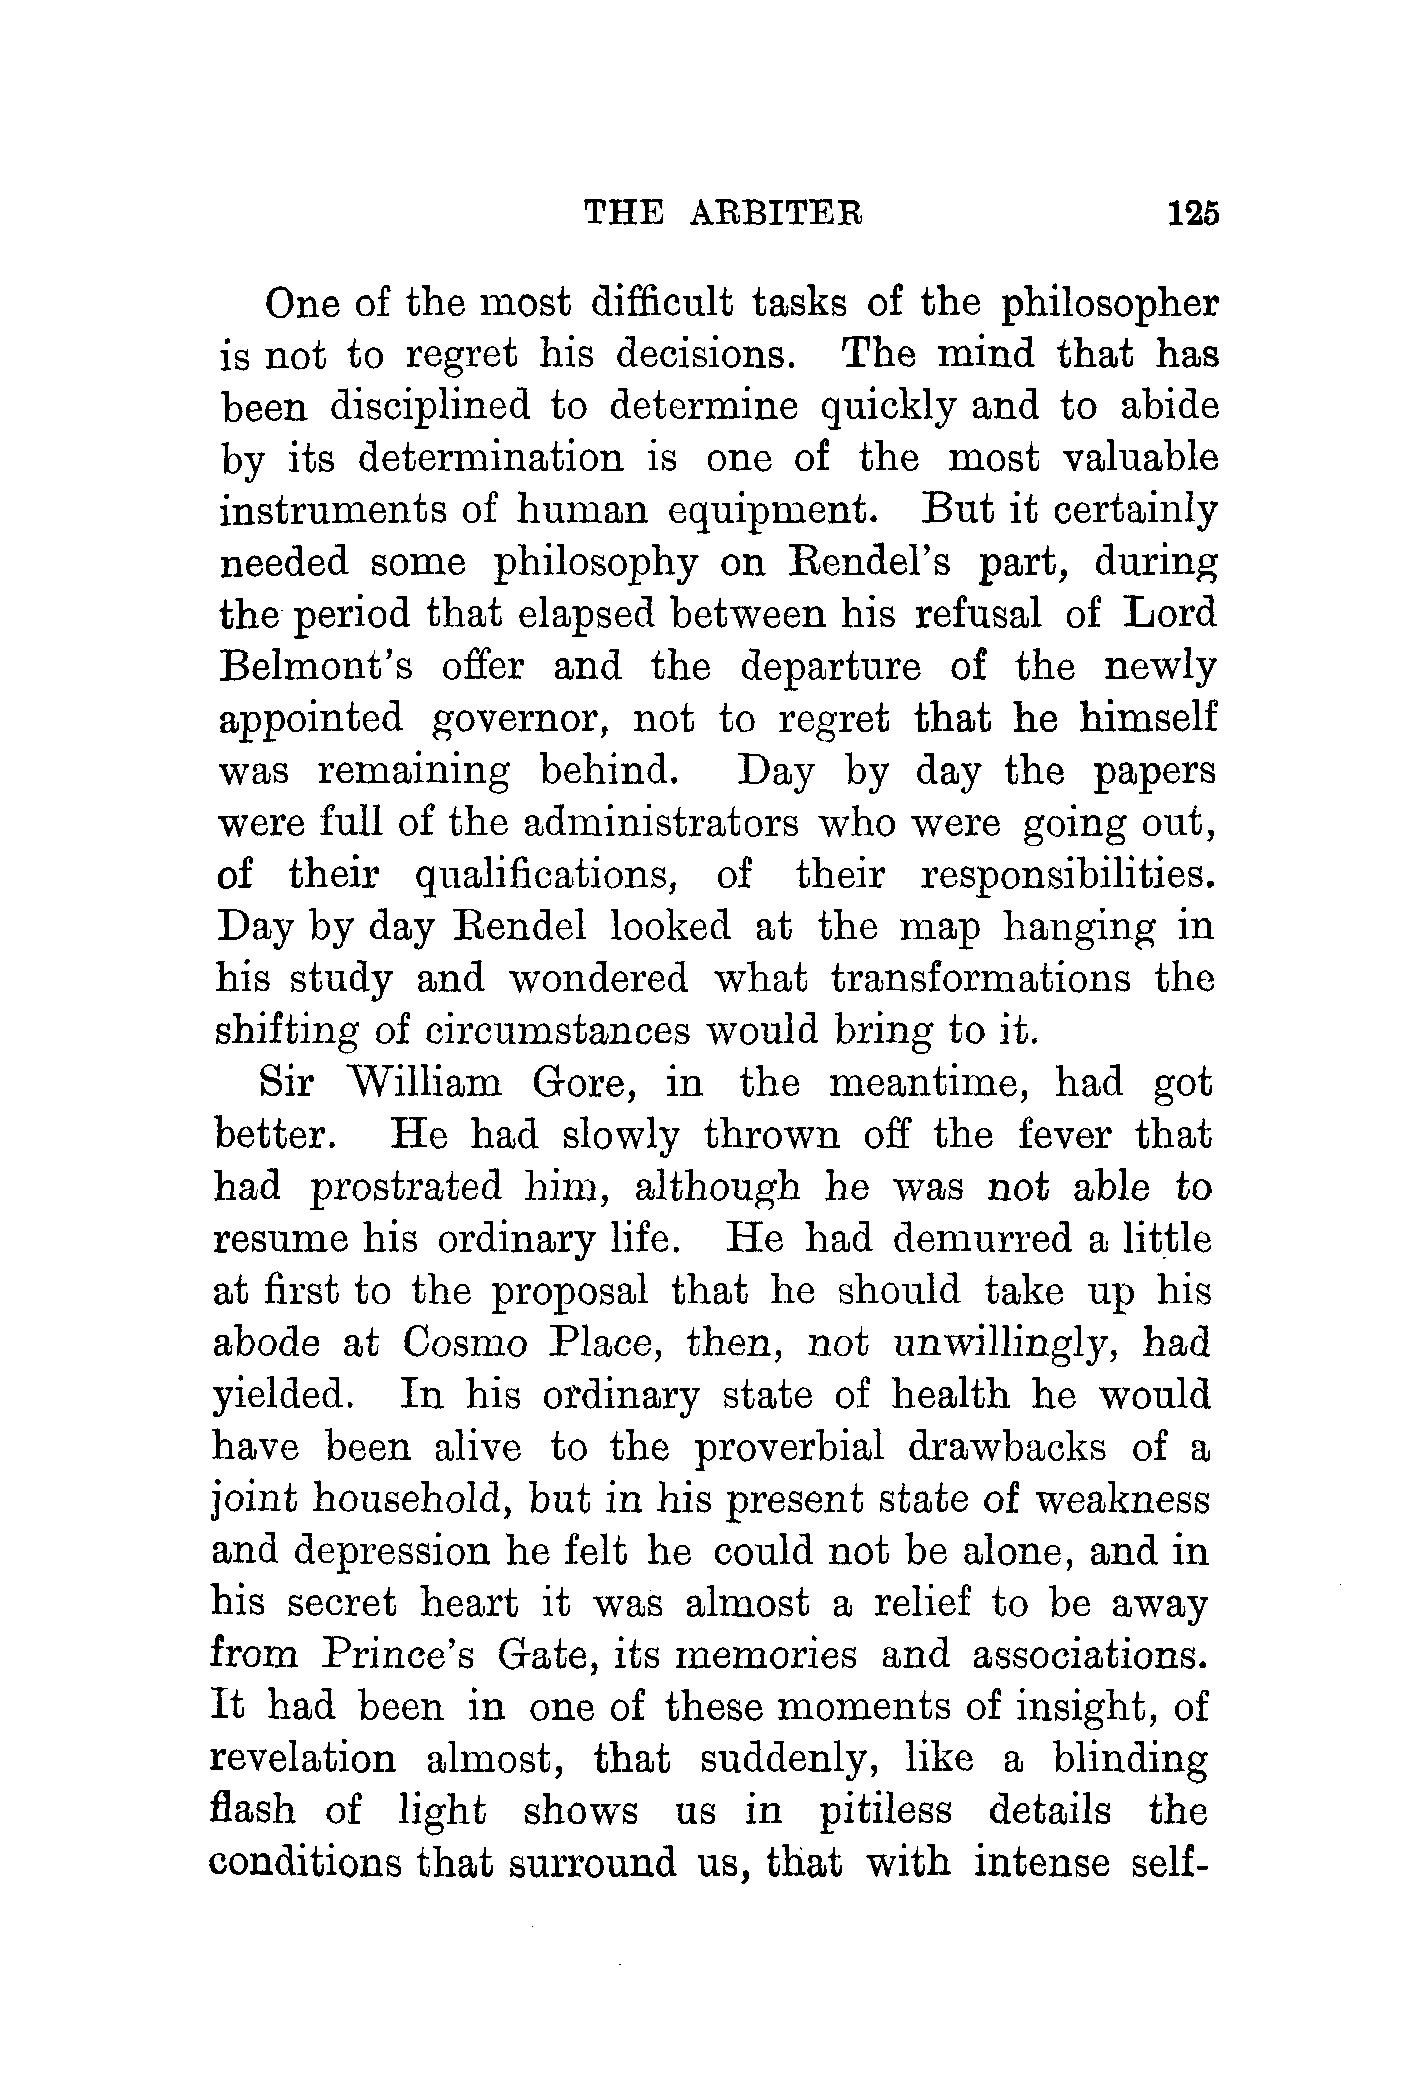 THE ARBITER 125
One of the most difficult tasks of the philosopher
is not to regret his decisions. The mind that has
been disciplined to determine quickly and to abide
by its determination is one of the most valuable
instruments of human equipment. But it certainly
needed some philosophy on Rendel's part, during
the period that elapsed between his refusal of Lord
Belmont's offer and the departure of the newly
appointed governor, not to regret that he himself
was remaining behind. Day by day the papers
were full of the administrators who were going out,
of their qualifications, of their responsibilities.
Day by day Rendel looked at the map hanging in
his study and wondered what transformations the
shifting of circumstances would bring to it.
Sir William Gore, in the meantime, had got
better. He had slowly thrown off the fever that
had prostrated him, although he was not able to
resume his ordinary life. He had demurred a little
at first to the proposal that he should take up his
abode at Cosmo Place, then, not unwillingly, had
yielded. In his ordinary state of health he would
have been alive to the proverbial drawbacks of a
joint household, but in his present state of weakness
and depression he felt he could not be alone, and in
his secret heart it was almost a relief to be away
from Prince's Gate, its memories and associations.
It had been in one of these moments of insight, of
revelation almost, that suddenly, like a blinding
flash of light shows us in pitiless details the
conditions that surround us, that with intense self-